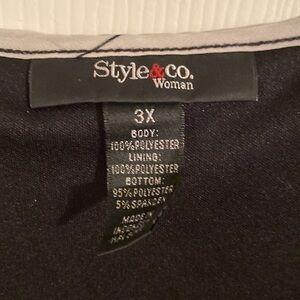 Style&co.
Woman
3X
BODY:
100%POLYESTER
LINING:
100%POLYESTER
BOTTOM:
95%POLYESTER
5%SPANDEX
MADE IN